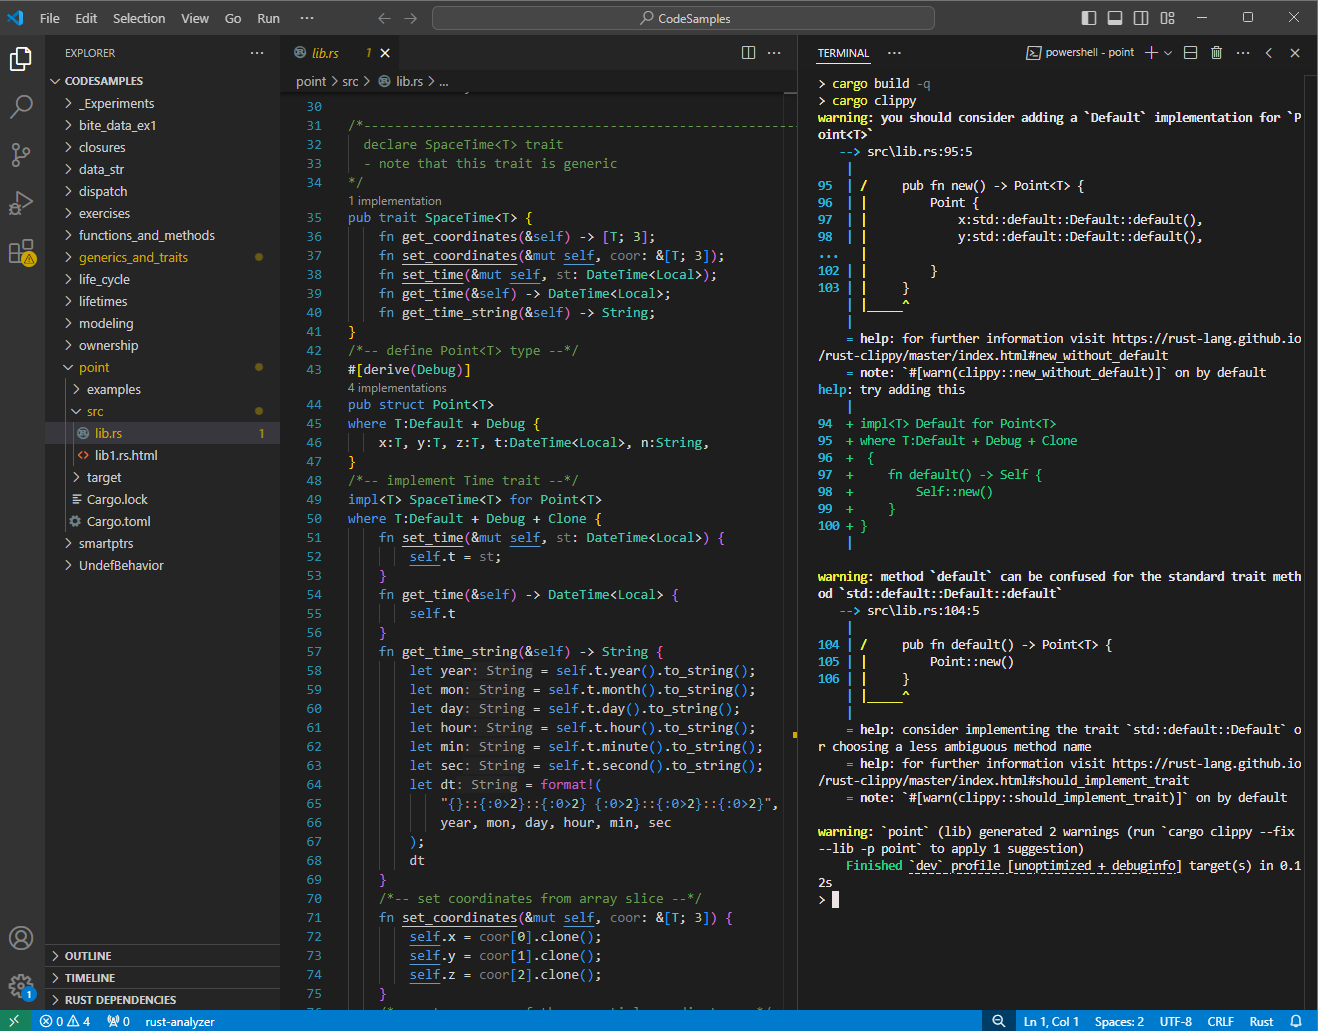 File Edit Selection View Go Run ··· CodeSamples
EXPLORER ···
CODESAMPLES
_Experiments
bite_data_ex1
closures
data_str
dispatch
exercises
functions_and_methods
generics_and_traits
life_cycle
lifetimes
modeling
ownership
point
examples
src
lib.rs 1
lib1.rs.html
target
Cargo.lock
Cargo.toml
smartptrs
UndefBehavior
OUTLINE
TIMELINE
RUST DEPENDENCIES
lib.rs 1 ···
point > src > lib.rs > ...
30
31 /*--------------------------------------------------------
32 declare SpaceTime<T> trait
33 - note that this trait is generic
34 */
1 implementation
35 pub trait SpaceTime<T> {
36 fn get_coordinates(&self) -> [T; 3];
37 fn set_coordinates(&mut self, coor: &[T; 3]);
38 fn set_time(&mut self, st: DateTime<Local>);
39 fn get_time(&self) -> DateTime<Local>;
40 fn get_time_string(&self) -> String;
41 }
42 /*-- define Point<T> type --*/
43 #[derive(Debug)]
4 implementations
44 pub struct Point<T>
45 where T:Default + Debug {
46 x:T, y:T, z:T, t:DateTime<Local>, n:String,
47 }
48 /*-- implement Time trait --*/
49 impl<T> SpaceTime<T> for Point<T>
50 where T:Default + Debug + Clone {
51 fn set_time(&mut self, st: DateTime<Local>) {
52 self.t = st;
53 }
54 fn get_time(&self) -> DateTime<Local> {
55 self.t
56 }
57 fn get_time_string(&self) -> String {
58 let year: String = self.t.year().to_string();
59 let mon: String = self.t.month().to_string();
60 let day: String = self.t.day().to_string();
61 let hour: String = self.t.hour().to_string();
62 let min: String = self.t.minute().to_string();
63 let sec: String = self.t.second().to_string();
64 let dt: String = format!(
65 "{}::{:0>2}::{:0>2} {:0>2}::{:0>2}::{:0>2}",
66 year, mon, day, hour, min, sec
67 );
68 dt
69 }
70 /*-- set coordinates from array slice --*/
71 fn set_coordinates(&mut self, coor: &[T; 3]) {
72 self.x = coor[0].clone();
73 self.y = coor[1].clone();
74 self.z = coor[2].clone();
75 }
TERMINAL ··· powershell - point
> cargo build -q
> cargo clippy
warning: you should consider adding a `Default` implementation for `P
oint<T>`
--> src\lib.rs:95:5
|
95 | / pub fn new() -> Point<T> {
96 | | Point {
97 | | x:std::default::Default::default(),
98 | | y:std::default::Default::default(),
... |
102 | | }
103 | | }
| |_____^
|
= help: for further information visit https://rust-lang.github.io
/rust-clippy/master/index.html#new_without_default
= note: `#[warn(clippy::new_without_default)]` on by default
help: try adding this
|
94 + impl<T> Default for Point<T>
95 + where T:Default + Debug + Clone
96 + {
97 + fn default() -> Self {
98 + Self::new()
99 + }
100 + }
|
warning: method `default` can be confused for the standard trait meth
od `std::default::Default::default`
--> src\lib.rs:104:5
|
104 | / pub fn default() -> Point<T> {
105 | | Point::new()
106 | | }
| |_____^
|
= help: consider implementing the trait `std::default::Default` o
r choosing a less ambiguous method name
= help: for further information visit https://rust-lang.github.io
/rust-clippy/master/index.html#should_implement_trait
= note: `#[warn(clippy::should_implement_trait)]` on by default
warning: `point` (lib) generated 2 warnings (run `cargo clippy --fix
--lib -p point` to apply 1 suggestion)
Finished `dev` profile [unoptimized + debuginfo] target(s) in 0.1
2s
>
1
0 4 0 rust-analyzer Ln 1, Col 1 Spaces: 2 UTF-8 CRLF Rust